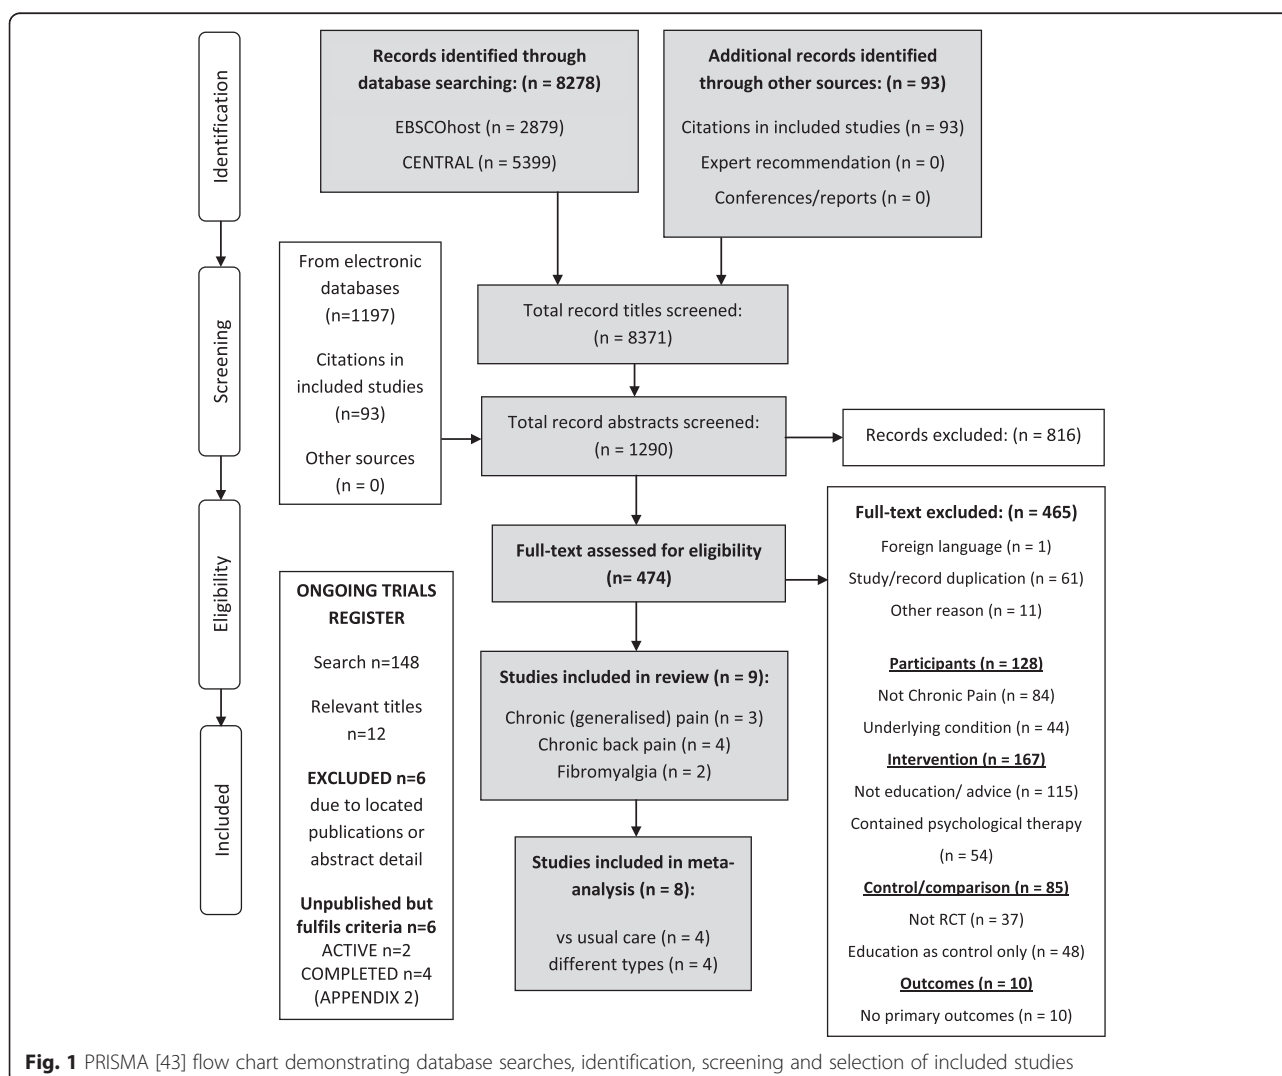 Identification
Records identified through
database searching: (n = 8278)
EBSCOhost (n = 2879)
CENTRAL (n = 5399)
Additional records identified
through other sources: (n = 93)
Citations in included studies (n = 93)
Expert recommendation (n = 0)
Conferences/reports (n = 0)
Screening
From electronic
databases
(n=1197)
Citations in
included studies
(n=93)
Other sources
(n = 0)
Total record titles screened:
(n = 8371)
Total record abstracts screened:
(n = 1290)
Records excluded: (n = 816)
Eligibility
Full-text assessed for eligibility
(n= 474)
Full-text excluded: (n = 465)
Foreign language (n = 1)
Study/record duplication (n = 61)
Other reason (n = 11)
Participants (n = 128)
Not Chronic Pain (n = 84)
Underlying condition (n = 44)
Intervention (n = 167)
Not education/ advice (n = 115)
Contained psychological therapy
(n = 54)
Control/comparison (n = 85)
Not RCT (n = 37)
Education as control only (n = 48)
Outcomes (n = 10)
No primary outcomes (n = 10)
ONGOING TRIALS
REGISTER
Search n=148
Relevant titles
n=12
EXCLUDED n=6
due to located
publications or
abstract detail
Unpublished but
fulfils criteria n=6
ACTIVE n=2
COMPLETED n=4
(APPENDIX 2)
Included
Studies included in review (n = 9):
Chronic (generalised) pain (n = 3)
Chronic back pain (n = 4)
Fibromyalgia (n = 2)
Studies included in meta-
analysis (n = 8):
vs usual care (n = 4)
different types (n = 4)
Fig. 1 PRISMA [43] flow chart demonstrating database searches, identification, screening and selection of included studies